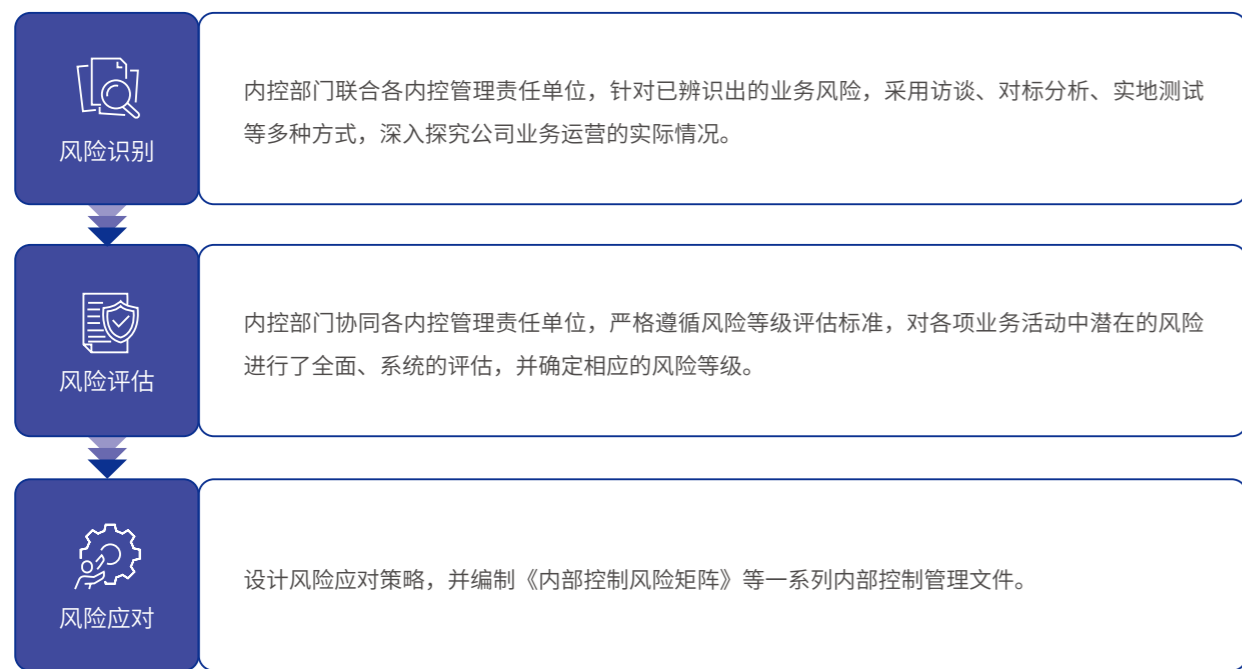 风险识别
内控部门联合各内控管理责任单位，针对已辨识出的业务风险，采用访谈、对标分析、实地测试
等多种方式，深入探究公司业务运营的实际情况。
风险评估
内控部门协同各内控管理责任单位，严格遵循风险等级评估标准，对各项业务活动中潜在的风险
进行了全面、系统的评估，并确定相应的风险等级。
风险应对
设计风险应对策略，并编制《内部控制风险矩阵》等一系列内部控制管理文件。